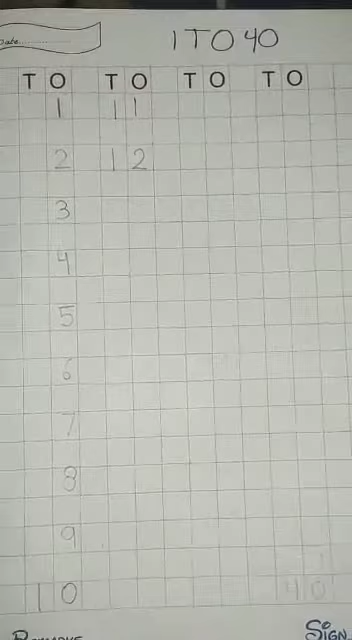 Date
1 TO 40
T O T O T O T O
1 11
2 12
3
4
5
6
7
8
9
10 40
REMARKS
SIGN